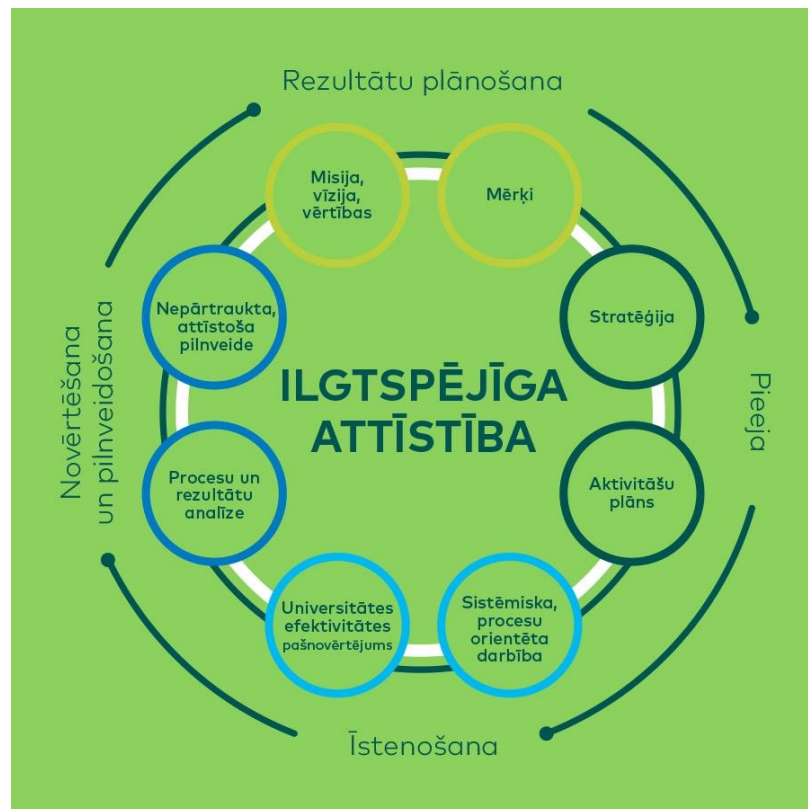 Rezultātu plānošana
Misija,
vīzija,
vērtības
Mērķi
Stratēģija
Pieeja
Aktivitāšu
plāns
Sistēmiska,
procesu
orientēta
darbība
Īstenošana
Universitātes
efektivitātes
pašnovērtējums
Procesu un
rezultātu
analīze
Novērtēšana
un pilnveidošana
Nepārtraukta,
attīstoša
pilnveide
ILGTSPĒJĪGA
ATTĪSTĪBA